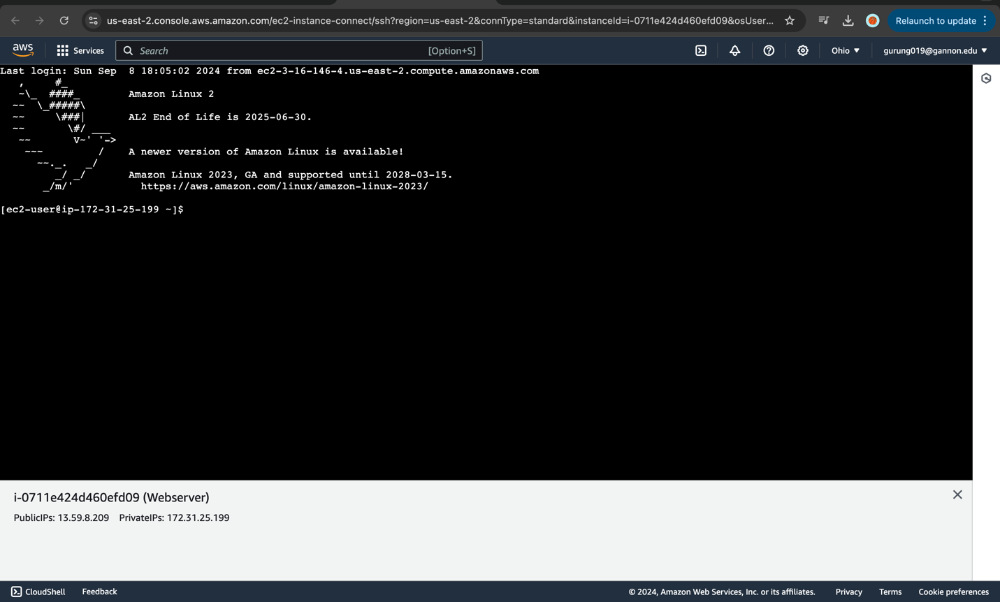 us-east-2.console.aws.amazon.com/ec2-instance-connect/ssh?region=us-east-2&connType=standard&instanceId=i-0711e424d460efd09&osUser...
Relaunch to update
aws
Services
Search
[Option+S]
Ohio
gurung019@gannon.edu
Last login: Sun Sep  8 18:05:02 2024 from ec2-3-16-146-4.us-east-2.compute.amazonaws.com
   ,     #_
   ~\_  ####_        Amazon Linux 2
  ~~  \_#####\
  ~~     \###|       AL2 End of Life is 2025-06-30.
  ~~       \#/ ___
   ~~       V~' '->
    ~~~         /    A newer version of Amazon Linux is available!
      ~~._.   _/
         _/ _/       Amazon Linux 2023, GA and supported until 2028-03-15.
       _/m/'           https://aws.amazon.com/linux/amazon-linux-2023/
[ec2-user@ip-172-31-25-199 ~]$
i-0711e424d460efd09 (Webserver)
PublicIPs: 13.59.8.209 PrivateIPs: 172.31.25.199
CloudShell
Feedback
© 2024, Amazon Web Services, Inc. or its affiliates.
Privacy
Terms
Cookie preferences